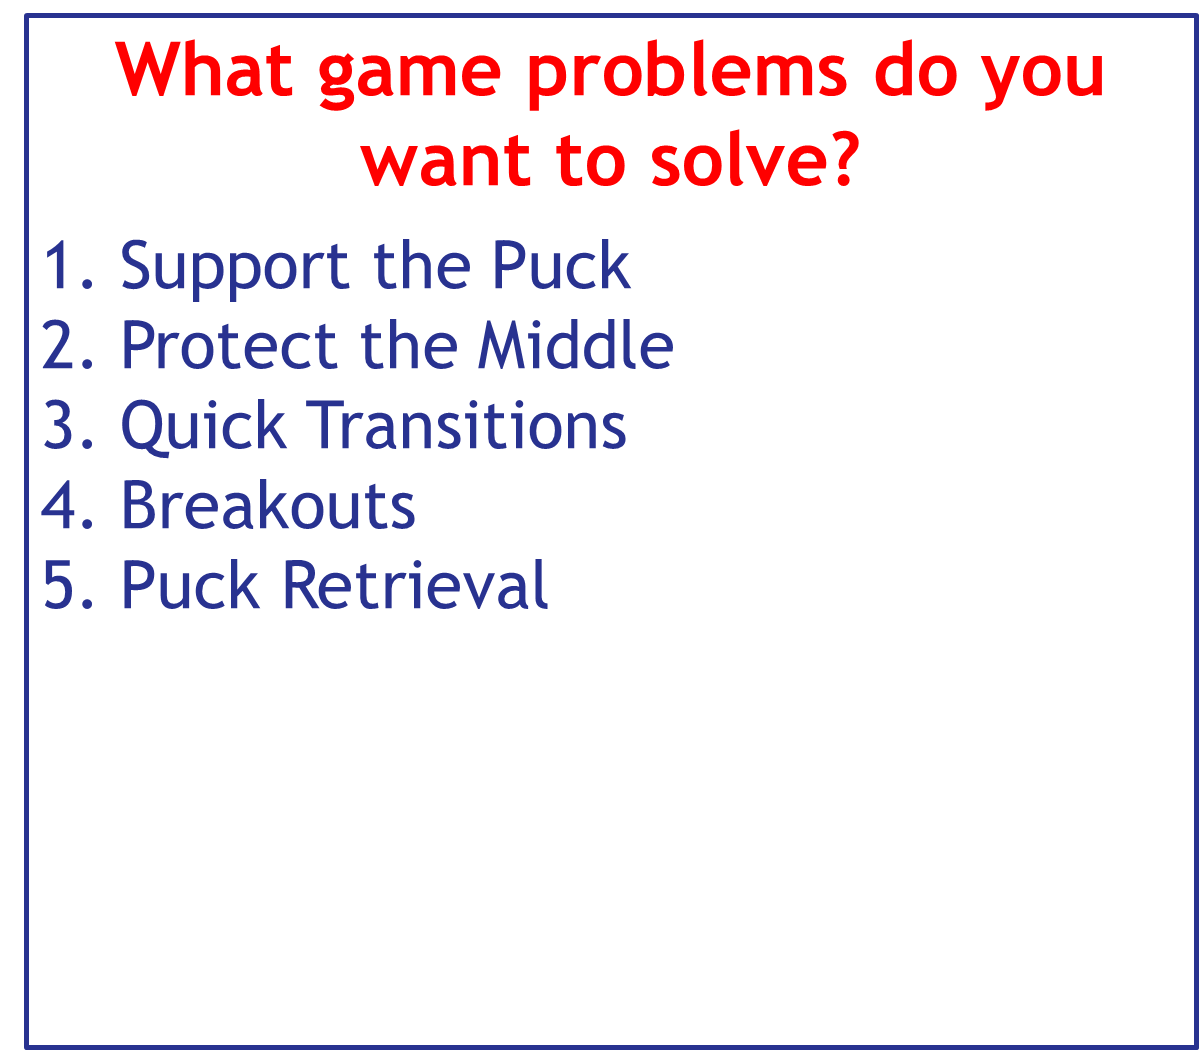 What game problems do you
want to solve?
1. Support the Puck
2. Protect the Middle
3. Quick Transitions
4. Breakouts
5. Puck Retrieval